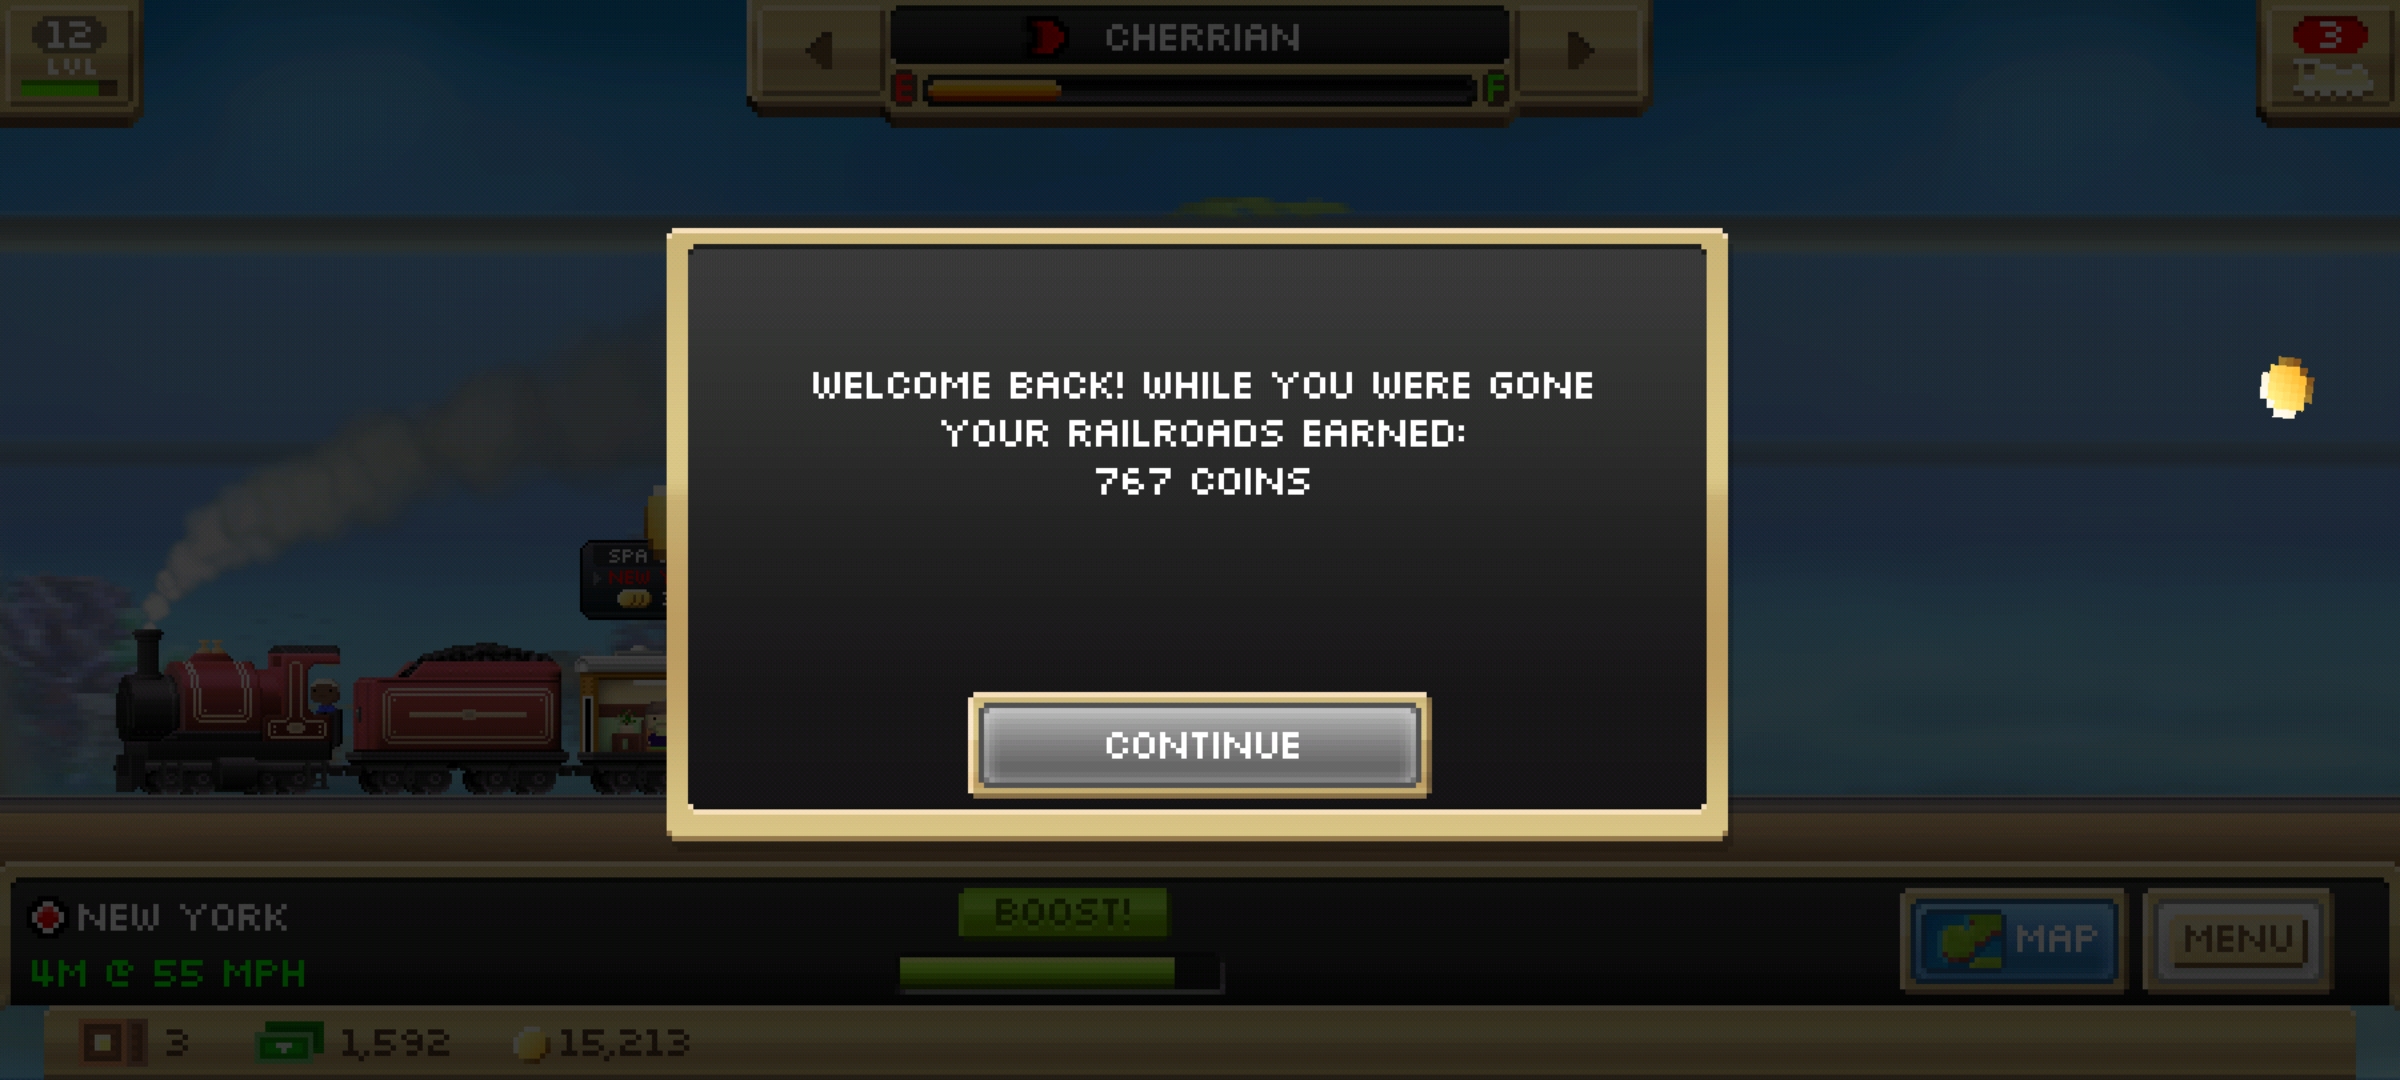 12
LVL
CHERRIAN
E
F
3
WELCOME BACK! WHILE YOU WERE GONE
YOUR RAILROADS EARNED:
767 COINS
SPA
NEW
CONTINUE
NEW YORK
4M @ 55 MPH
BOOST!
MAP
MENU
3
1,592
15,213